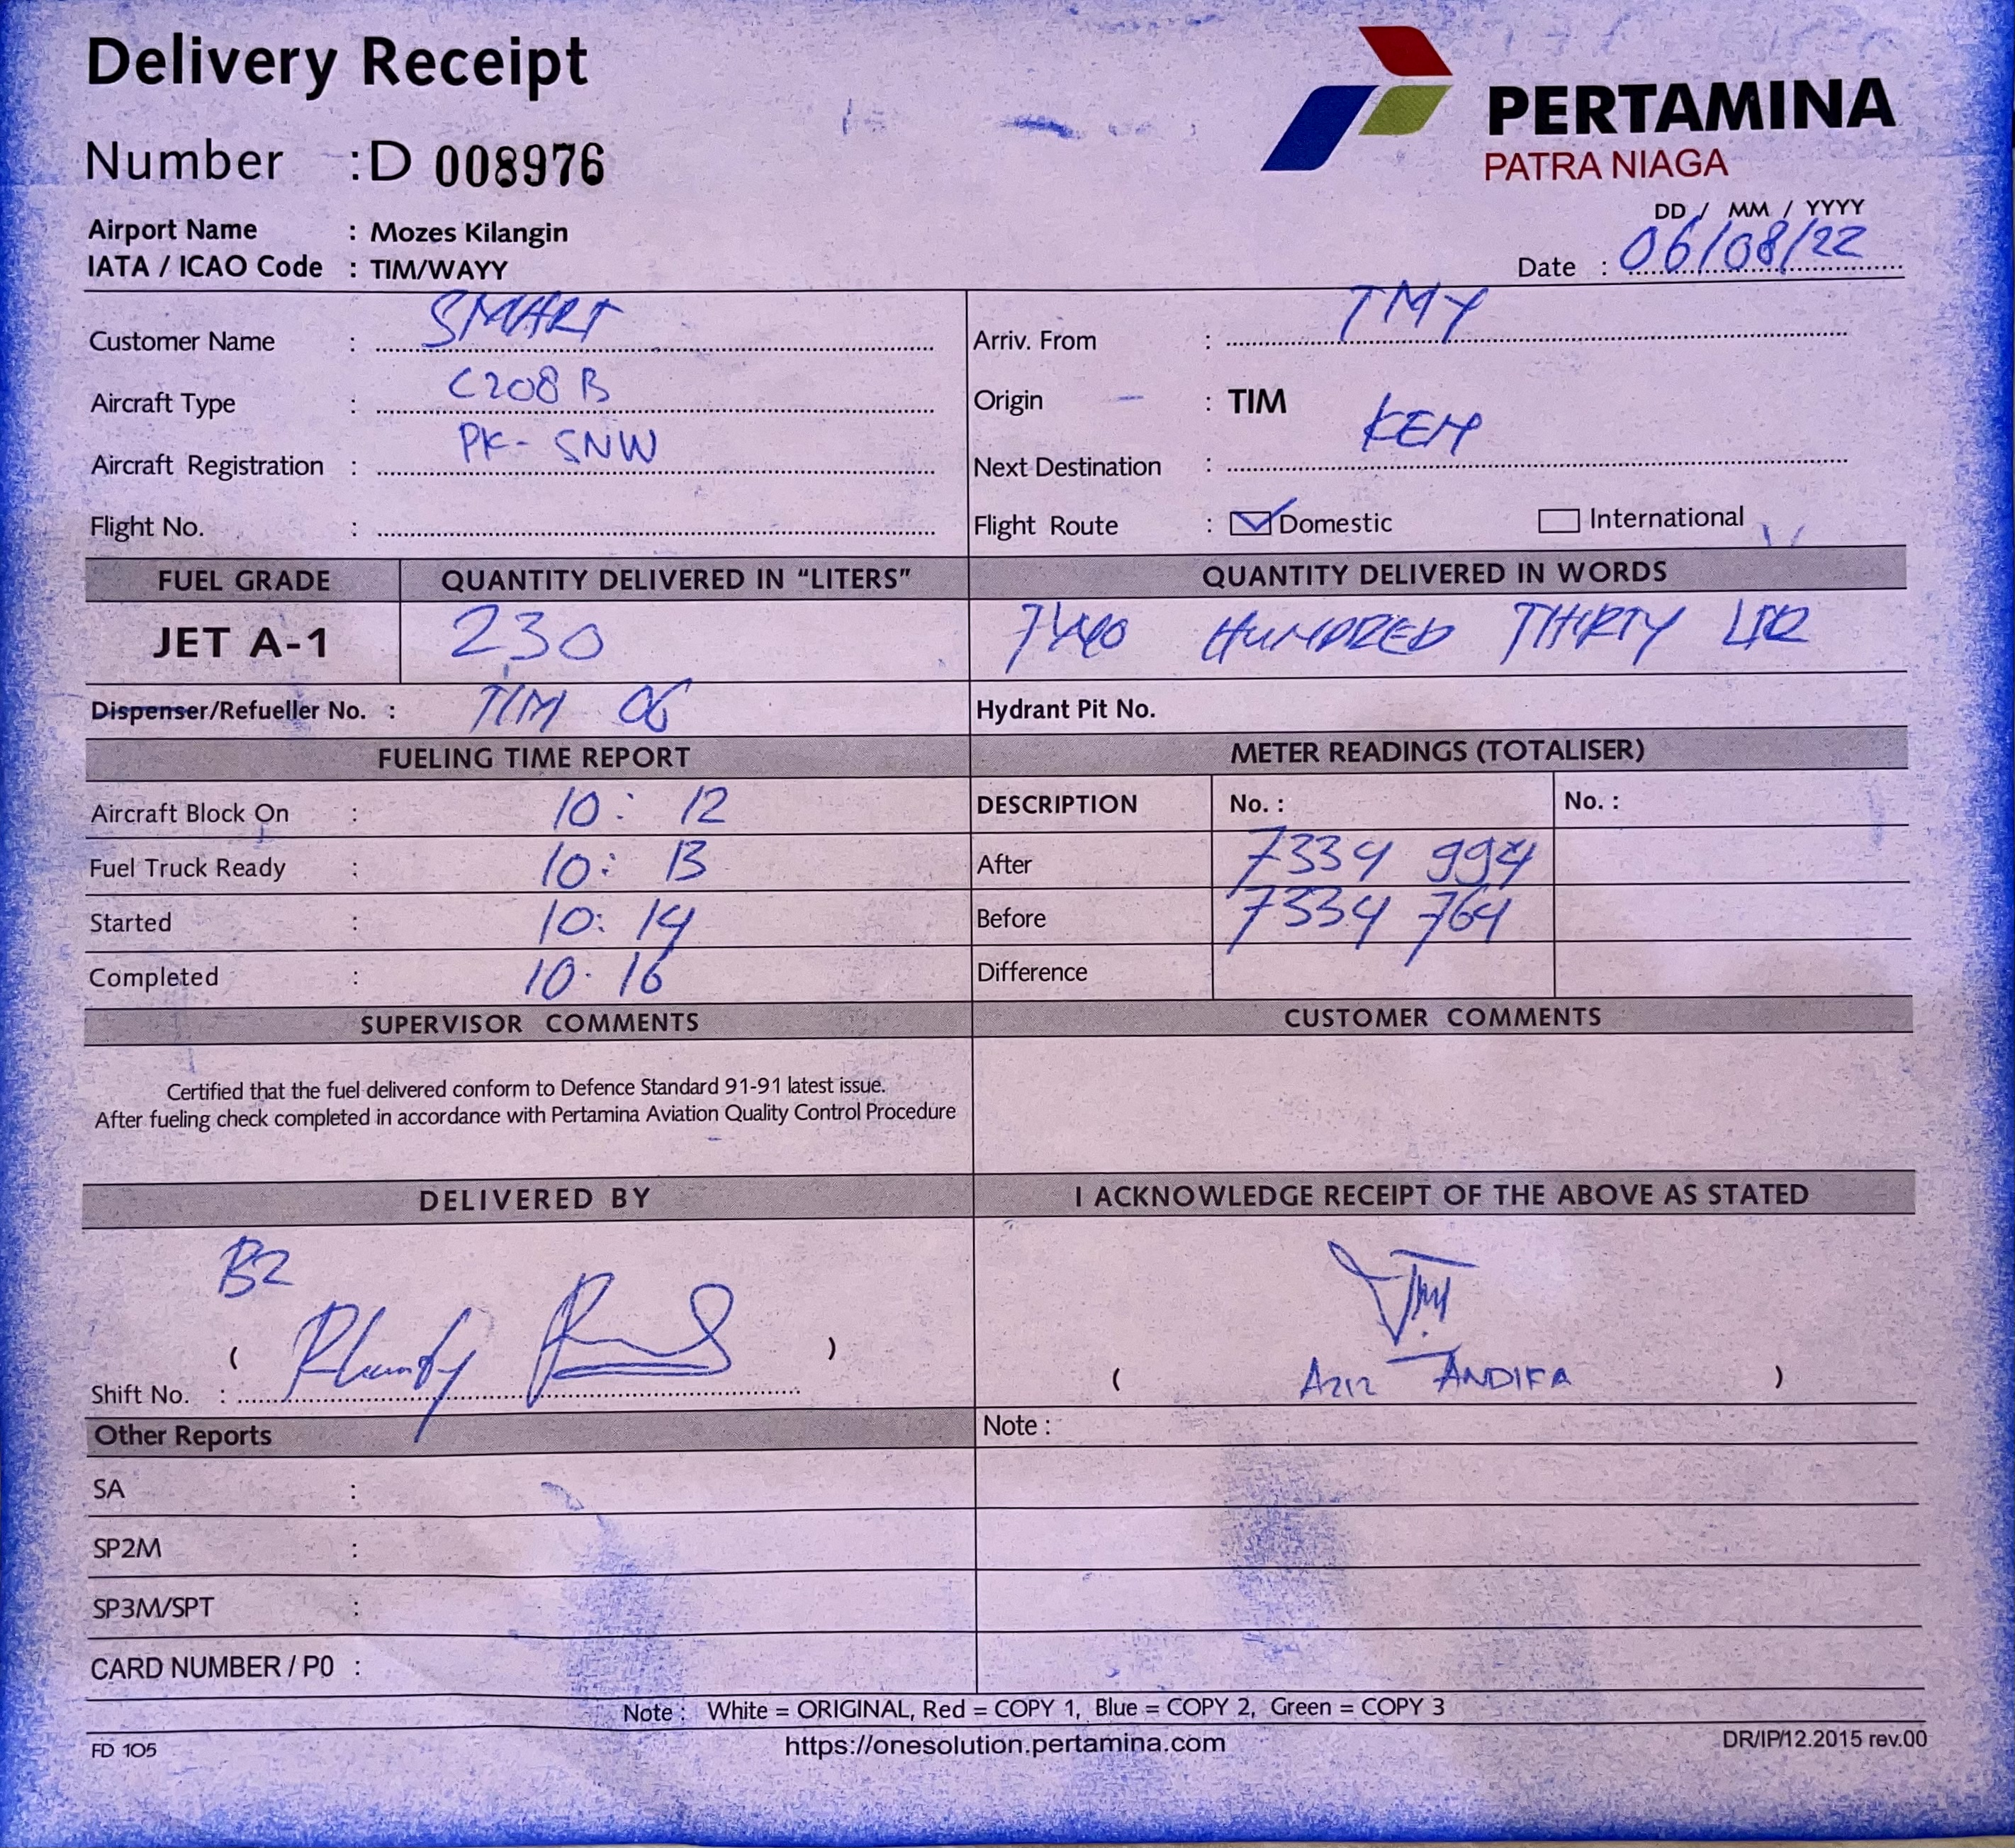 Delivery Receipt
PERTAMINA
PATRA NIAGA
Number : D 008976
Airport Name : Mozes Kilangin
IATA / ICAO Code : TIM/WAYY
DD / MM / YYYY
Date : 06/08/22
Customer Name : SMART
Arriv. From : TMY
Aircraft Type : C208 B
Origin : TIM
Aircraft Registration : PK-SNW
Next Destination :
Flight No. :
Flight Route : Domestic International
FUEL GRADE QUANTITY DELIVERED IN “LITERS” QUANTITY DELIVERED IN WORDS
JET A-1 230 TWO HUNDRED THIRTY LTR
Dispenser/Refueller No. : TIM 06 Hydrant Pit No.
FUELING TIME REPORT METER READINGS (TOTALISER)
Aircraft Block On : 10: 12 DESCRIPTION No. : No. :
Fuel Truck Ready : 10: 13 After 7334 994
Started : 10: 14 Before 7334 764
Completed : 10. 16 Difference
SUPERVISOR COMMENTS CUSTOMER COMMENTS
Certified that the fuel delivered conform to Defence Standard 91-91 latest issue.
After fueling check completed in accordance with Pertamina Aviation Quality Control Procedure
DELIVERED BY I ACKNOWLEDGE RECEIPT OF THE ABOVE AS STATED
B2
( )
Shift No. :
( AZIZ )
Other Reports Note :
SA :
SP2M :
SP3M/SPT :
CARD NUMBER / P0 :
Note : White = ORIGINAL, Red = COPY 1, Blue = COPY 2, Green = COPY 3
FD 105 https://onesolution.pertamina.com DR/IP/12.2015 rev.00